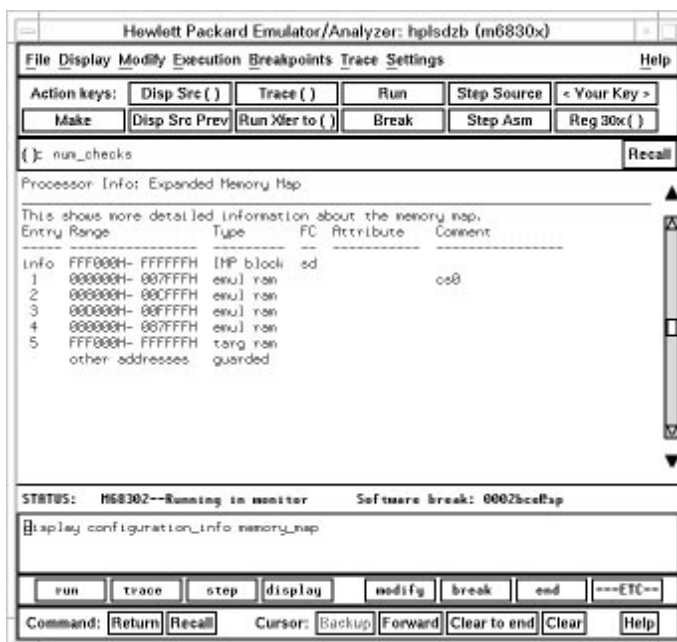 Hewlett Packard Emulator/Analyzer: hplsdzb (m6830x)
File Display Modify Execution Breakpoints Trace Settings Help
Action keys: Disp Src ( ) Trace ( ) Run Step Source < Your Key >
Make Disp Src Prev Run Xfer to ( ) Break Step Asm Reg 30x ( )
( ): num_checks Recall
Processor Info: Expanded Memory Map
This shows more detailed information about the memory map.
Entry Range Type FC Attribute Comment
----- ------------------ --------- -- ------------ ------------------
info FFF000H- FFFFFFH IMP block sd
1 000000H- 007FFFH emul ram cs0
2 008000H- 00CFFFH emul ram
3 00D000H- 00FFFFH emul ram
4 080000H- 087FFFH emul ram
5 FFF000H- FFFFFFH targ ram
other addresses guarded
STATUS: M68302--Running in monitor Software break: 0002bce@sp
display configuration_info memory_map
run trace step display modify break end ---ETC--
Command: Return Recall Cursor: Backup Forward Clear to end Clear Help